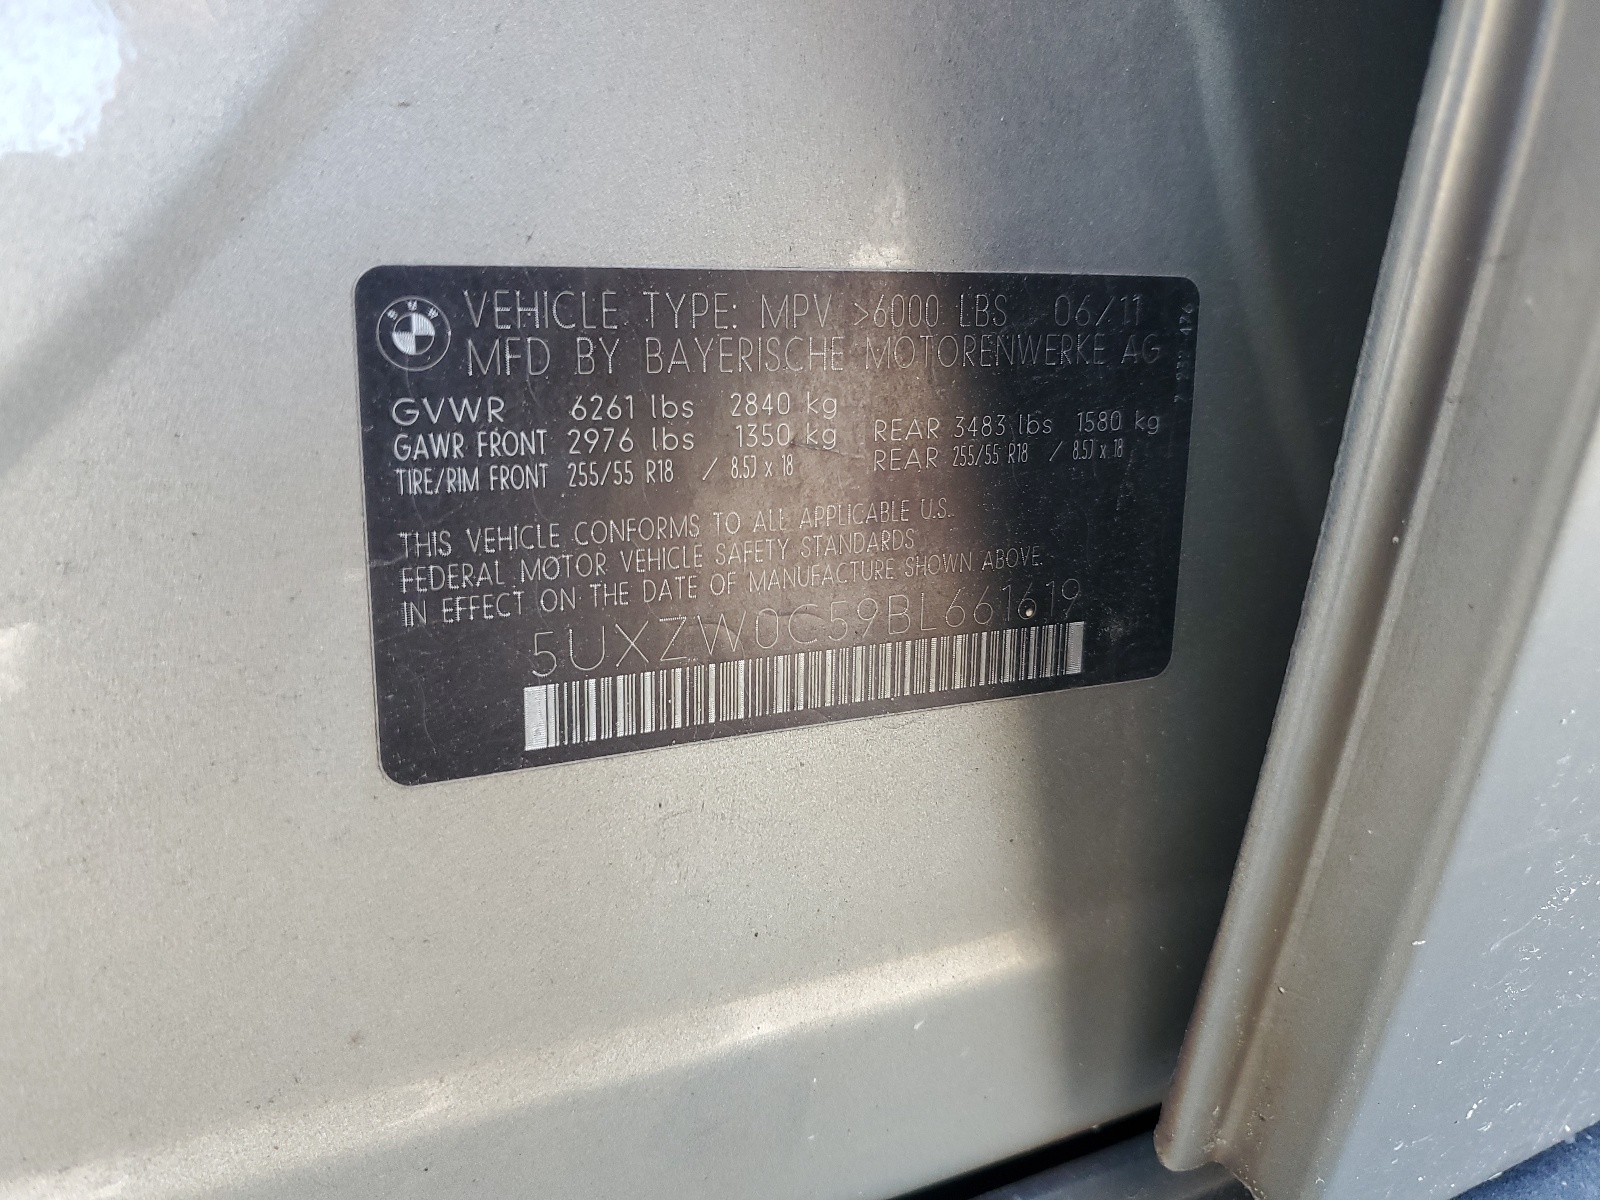 BMW
VEHICLE TYPE: MPV >6000 LBS 06/11
MFD BY BAYERISCHE MOTORENWERKE AG
GVWR 6261 lbs 2840 kg
GAWR FRONT 2976 lbs 1350 kg REAR 3483 lbs 1580 kg
TIRE/RIM FRONT 255/55 R18 / 8.5J x 18 REAR 255/55 R18 / 8.5J x 18
THIS VEHICLE CONFORMS TO ALL APPLICABLE U.S.
FEDERAL MOTOR VEHICLE SAFETY STANDARDS
IN EFFECT ON THE DATE OF MANUFACTURE SHOWN ABOVE.
5UXZW0C59BL661619